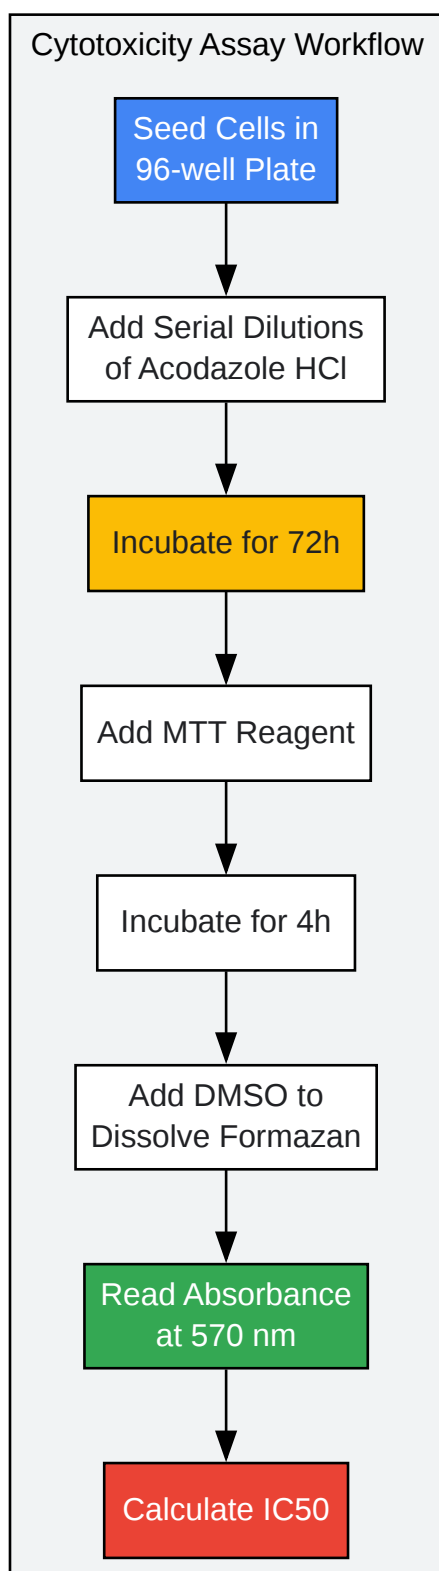 Cytotoxicity Assay Workflow
Seed Cells in
96-well Plate
Add Serial Dilutions
of Acodazole HCl
Incubate for 72h
Add MTT Reagent
Incubate for 4h
Add DMSO to
Dissolve Formazan
Read Absorbance
at 570 nm
Calculate IC50